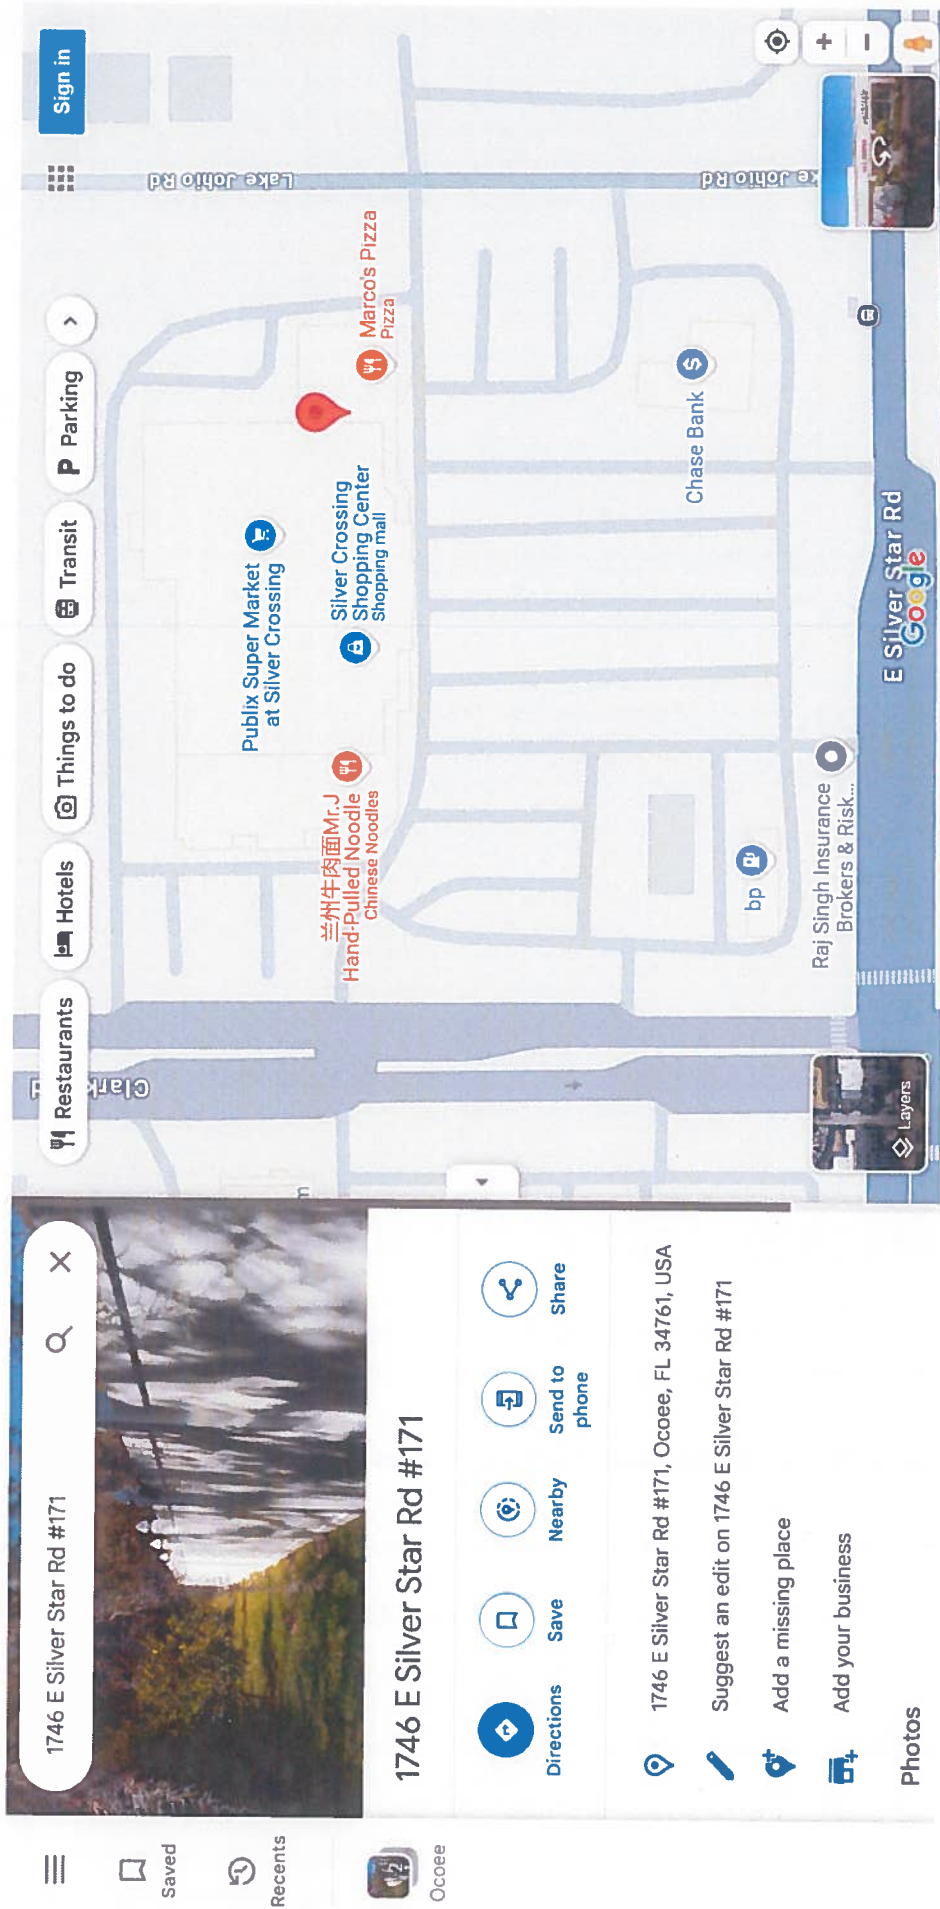 1746 E Silver Star Rd #171
Saved
Recents
Ocoee
1746 E Silver Star Rd #171
Directions
Save
Nearby
Send to
phone
Share
1746 E Silver Star Rd #171, Ocoee, FL 34761, USA
Suggest an edit on 1746 E Silver Star Rd #171
Add a missing place
Add your business
Photos
Restaurants
Hotels
Things to do
Transit
P Parking
Sign in
Lake Johio Rd
Publix Super Market
at Silver Crossing
Marco's Pizza
Pizza
Silver Crossing
Shopping Center
Shopping mall
兰州牛肉面Mr.J
Hand-Pulled Noodle
Chinese Noodles
Chase Bank
bp
Raj Singh Insurance
Brokers & Risk...
E Silver Star Rd
Google
Layers